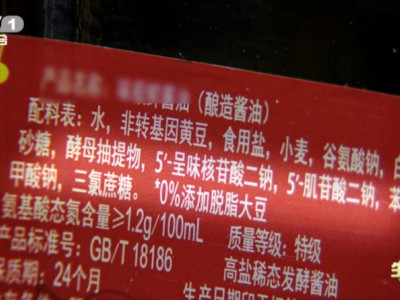 1
酱油（酿造酱油）
配料表：水，非转基因黄豆，食用盐，小麦，谷氨酸钠，白
砂糖，酵母抽提物，5′-呈味核苷酸二钠，5′-肌苷酸二钠，苯
甲酸钠，三氯蔗糖。 *0%添加脱脂大豆
氨基酸态氮含量≥1.2g/100mL 质量等级：特级
产品标准号：GB/T 18186 高盐稀态发酵酱油
保质期：24个月